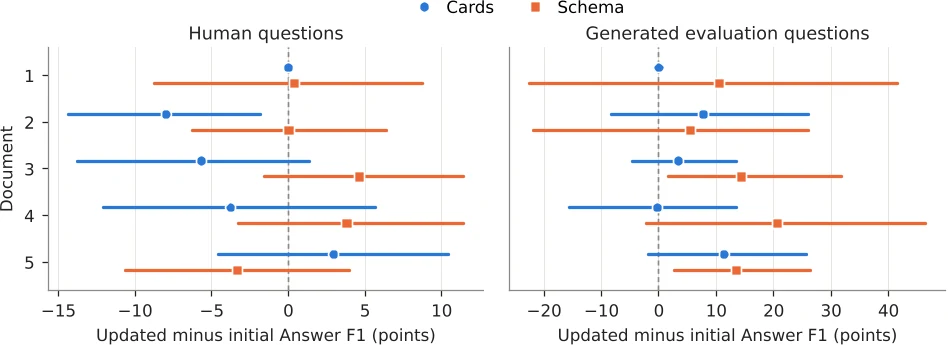 Cards Schema
Human questions
Generated evaluation questions
Document
1
2
3
4
5
−15 −10 −5 0 5 10
−20 −10 0 10 20 30 40
Updated minus initial Answer F1 (points)
Updated minus initial Answer F1 (points)